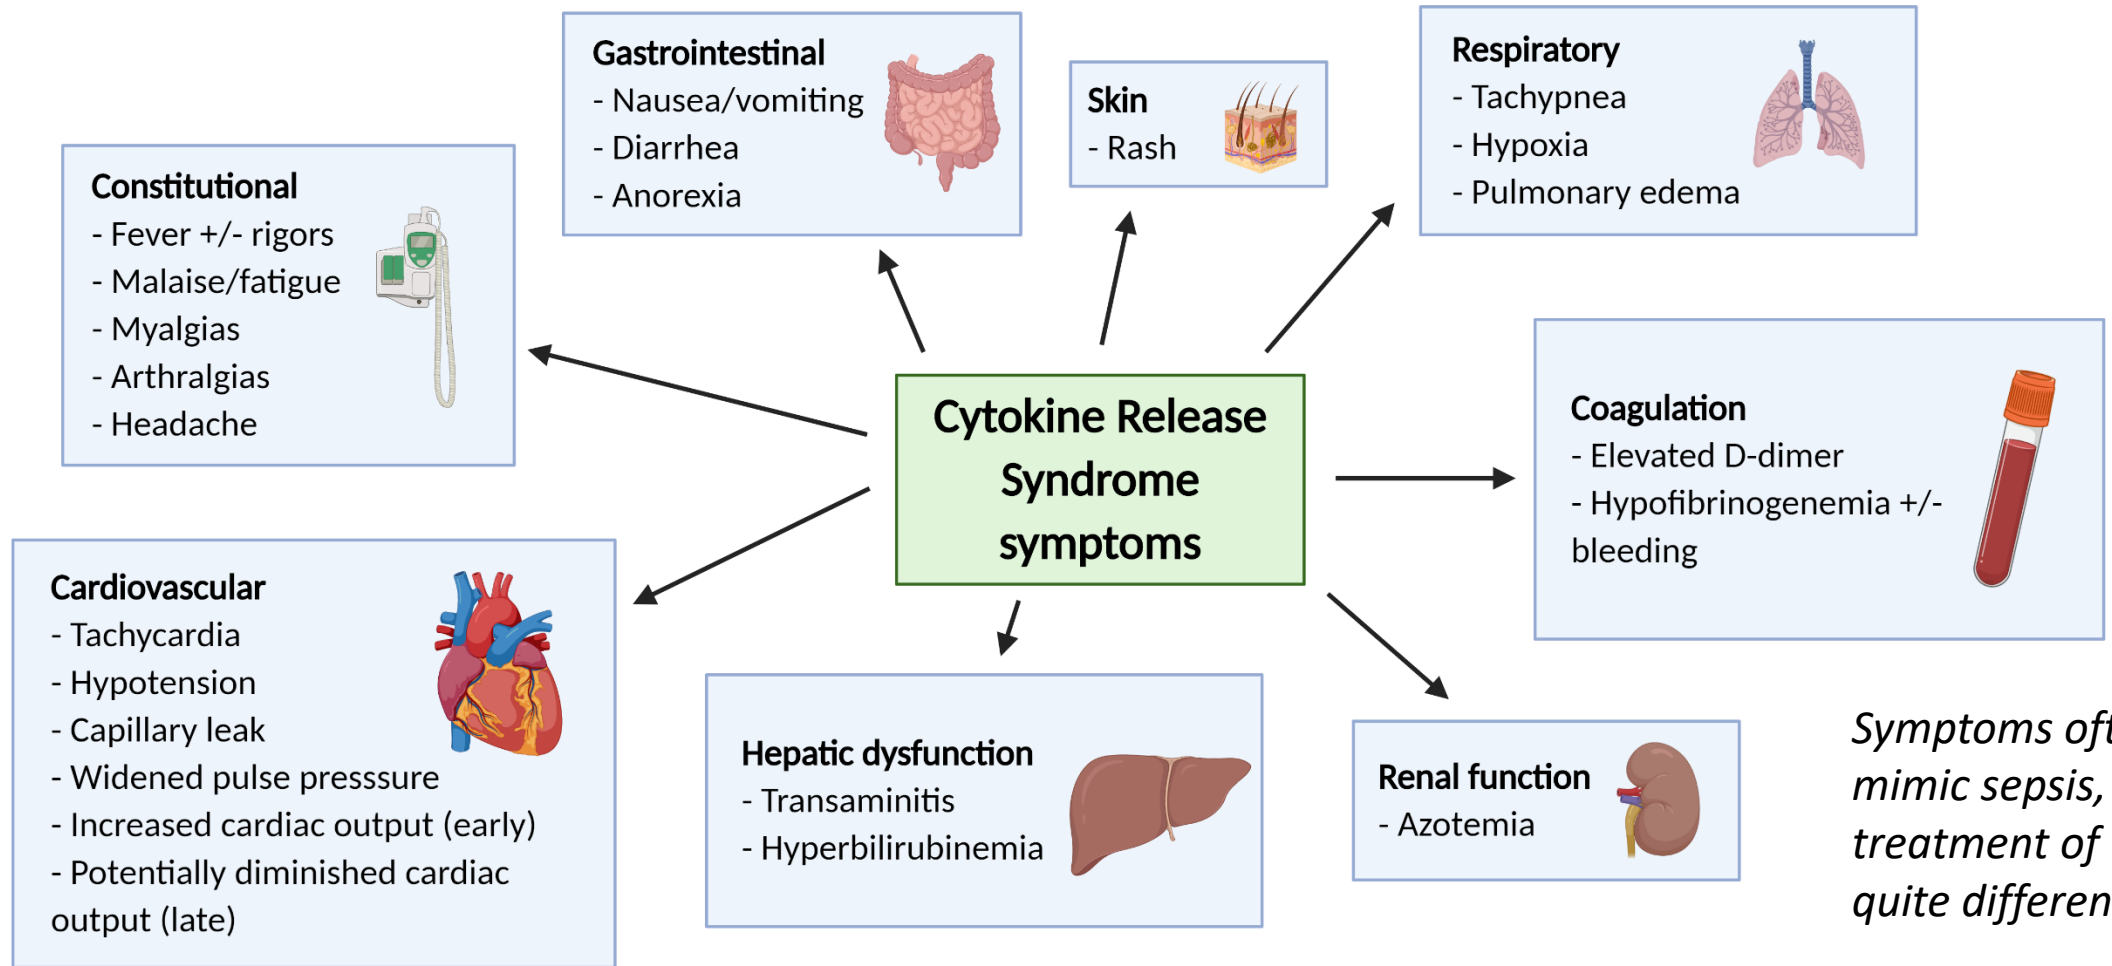 Gastrointestinal
- Nausea/vomiting
- Diarrhea
- Anorexia
Skin
- Rash
Respiratory
- Tachypnea
- Hypoxia
- Pulmonary edema
Constitutional
- Fever +/- rigors
- Malaise/fatigue
- Myalgias
- Arthralgias
- Headache
Cytokine Release
Syndrome
symptoms
Coagulation
- Elevated D-dimer
- Hypofibrinogenemia +/-
bleeding
Cardiovascular
- Tachycardia
- Hypotension
- Capillary leak
- Widened pulse presssure
- Increased cardiac output (early)
- Potentially diminished cardiac
output (late)
Hepatic dysfunction
- Transaminitis
- Hyperbilirubinemia
Renal function
- Azotemia
Symptoms
mimic sepsis,
treatment of
quite